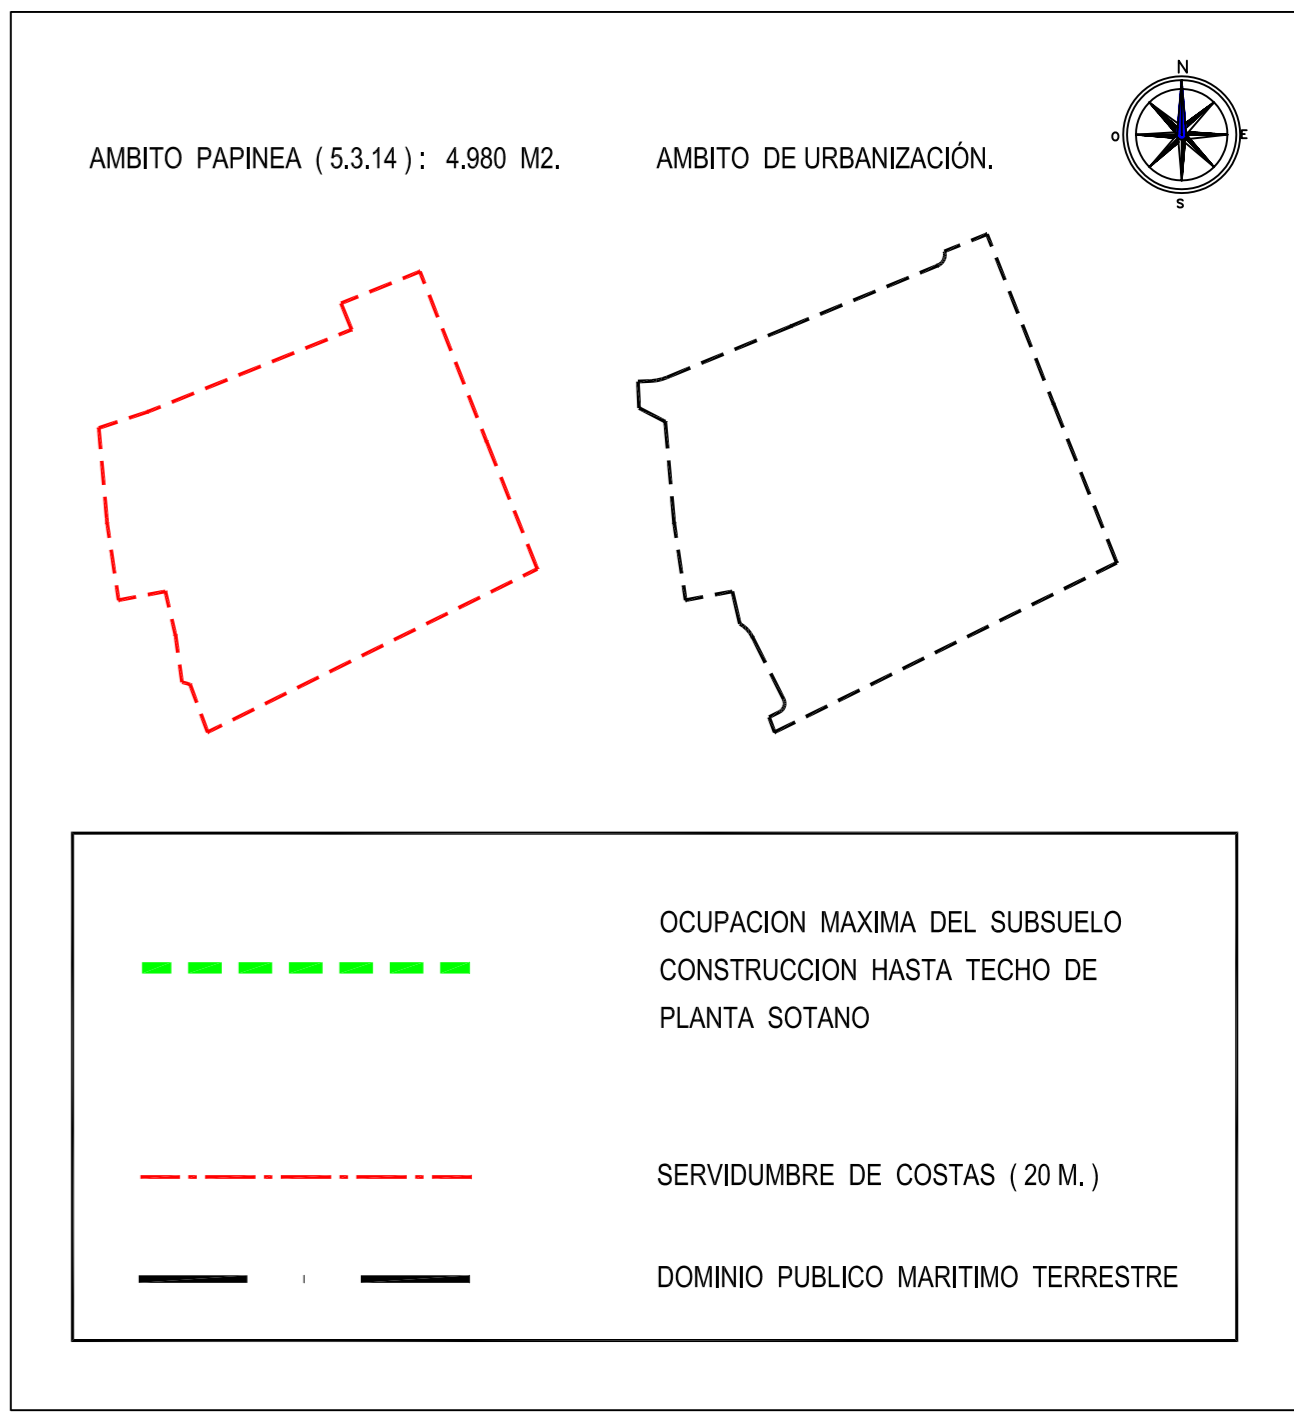 N
O
E
S
AMBITO PAPINEA ( 5.3.14 ) : 4.980 M2.
AMBITO DE URBANIZACIÓN.
OCUPACION MAXIMA DEL SUBSUELO
CONSTRUCCION HASTA TECHO DE
PLANTA SOTANO
SERVIDUMBRE DE COSTAS ( 20 M. )
DOMINIO PUBLICO MARITIMO TERRESTRE